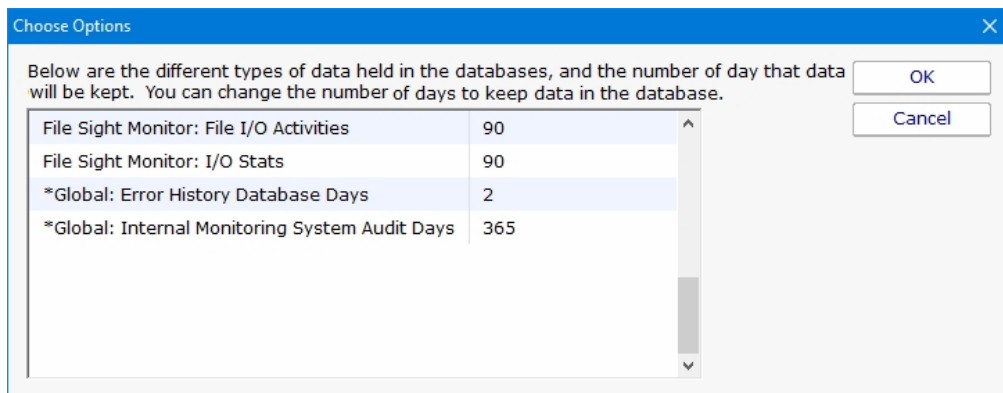 Choose Options
Below are the different types of data held in the databases, and the number of day that data
will be kept. You can change the number of days to keep data in the database.
OK
Cancel
File Sight Monitor: File I/O Activities 90
File Sight Monitor: I/O Stats 90
*Global: Error History Database Days 2
*Global: Internal Monitoring System Audit Days 365